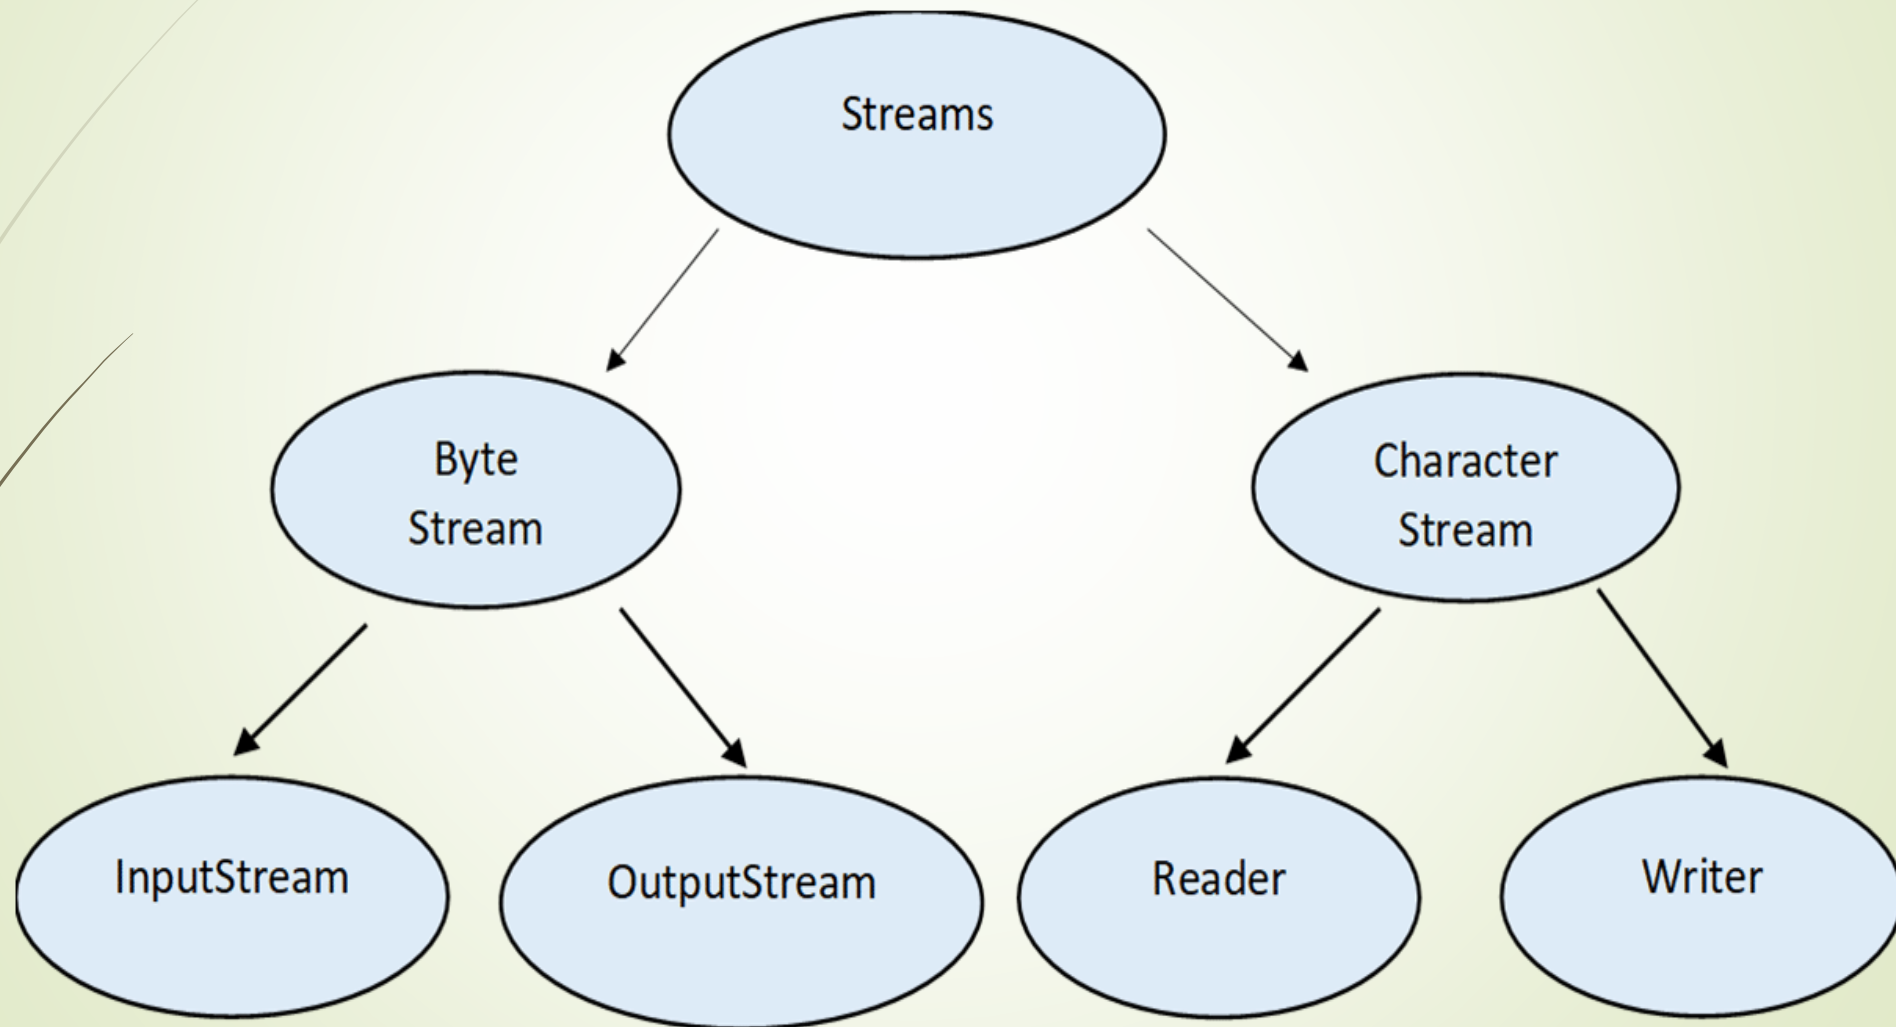 Streams
Byte
Stream
Character
Stream
InputStream
OutputStream
Reader
Writer